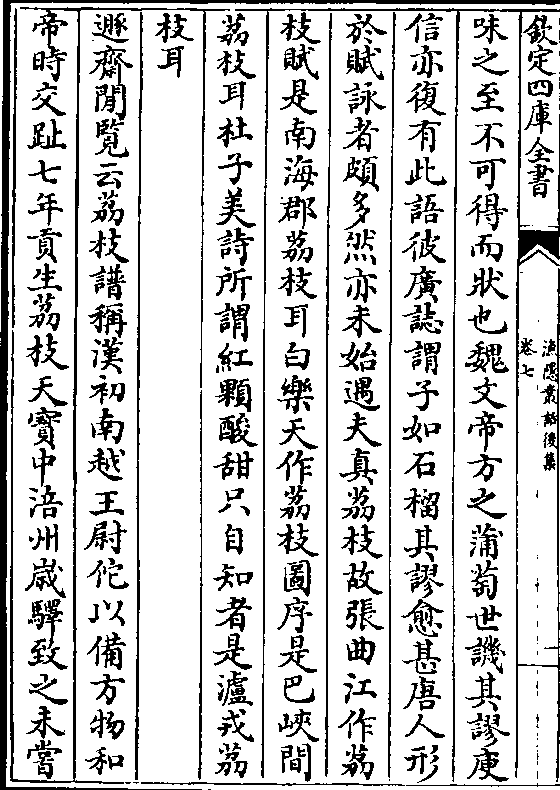 欽定四庫全書
漁隱叢話後集
卷七
味之至不可得而狀也魏文帝方之蒲萄世譏其謬庾
信亦復有此語彼廣誌謂子如石榴其謬愈甚唐人形
於賦詠者頗多然亦未始遇夫真荔枝故張曲江作荔
枝賦是南海郡荔枝耳白樂天作荔枝圖序是巴峽間
荔枝耳杜子美詩所謂紅顆酸甜只自知者是瀘戎荔
枝耳
遯齋閒覽云荔枝譜稱漢初南越王尉佗以備方物和
帝時交趾七年貢生荔枝天寶中涪州嵗驛致之未嘗